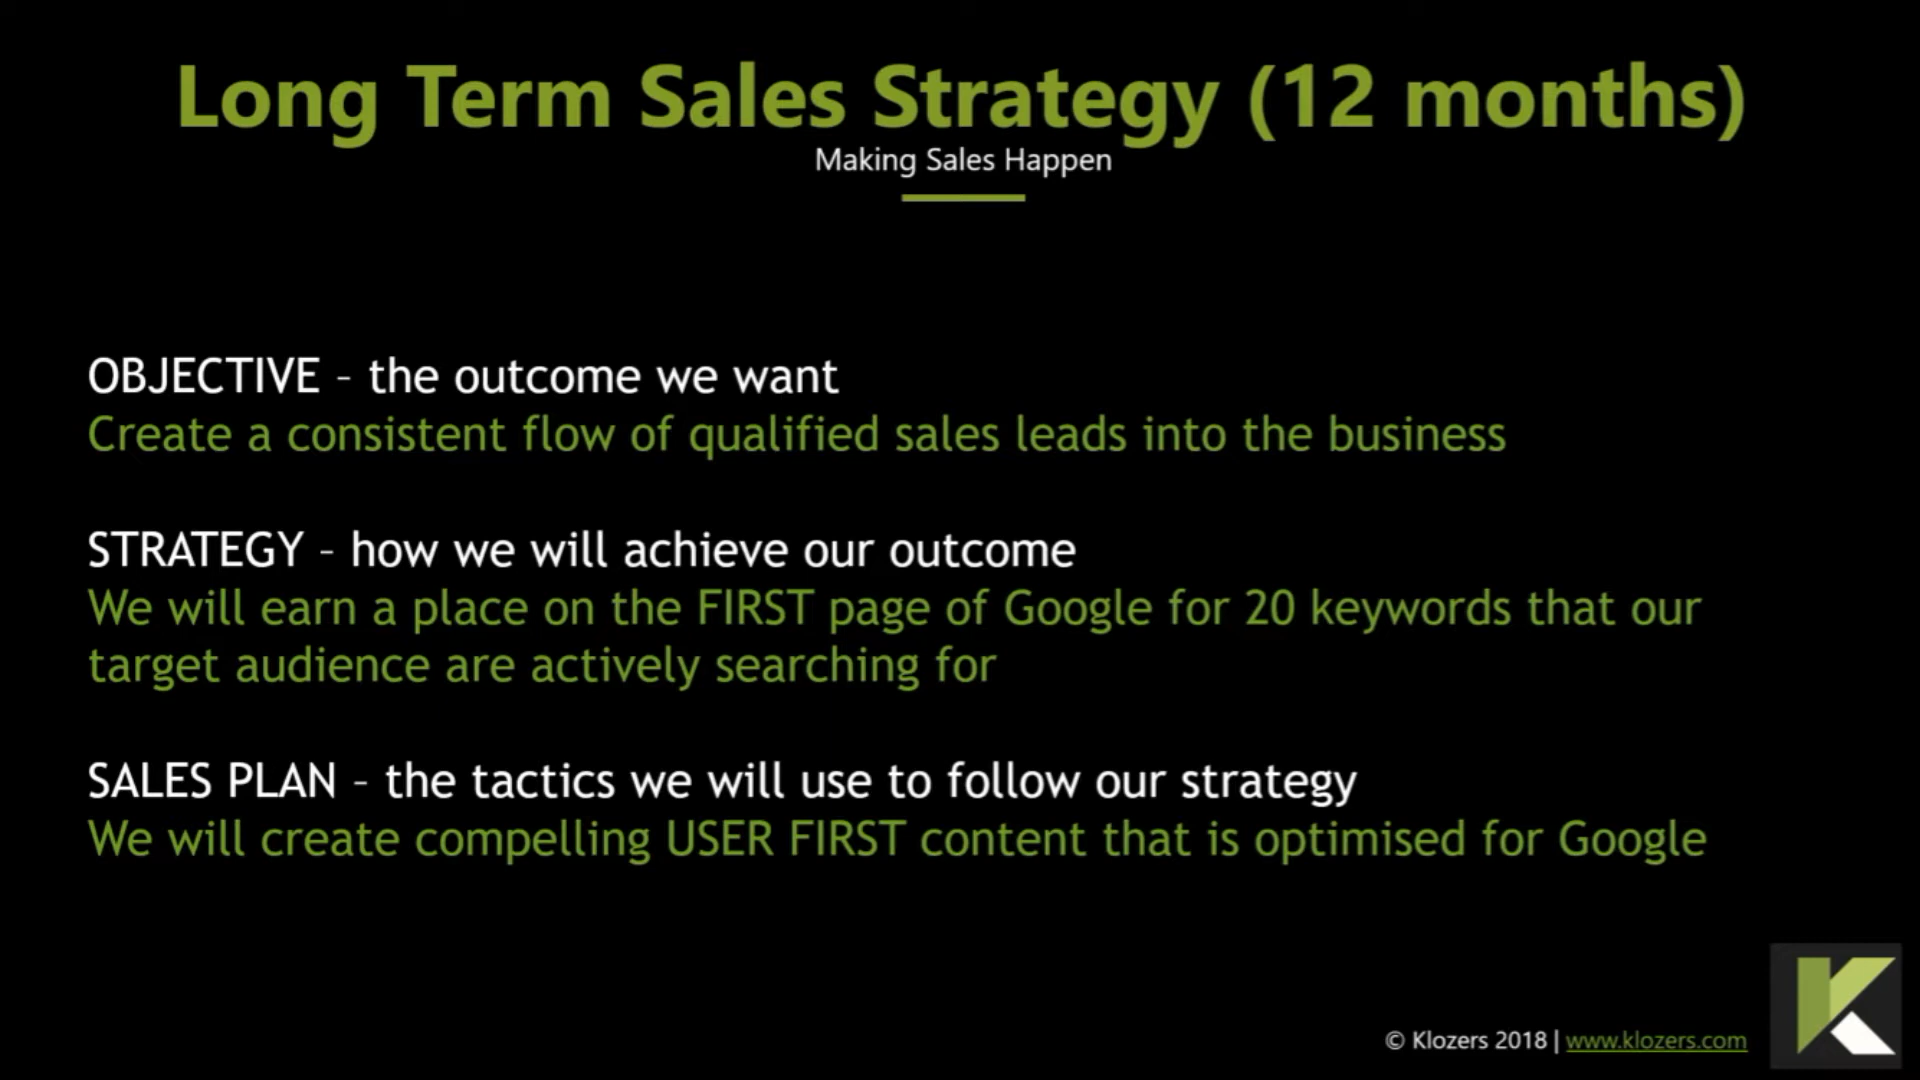 Long Term Sales Strategy (12 months)
Making Sales Happen
OBJECTIVE – the outcome we want
Create a consistent flow of qualified sales leads into the business
STRATEGY – how we will achieve our outcome
We will earn a place on the FIRST page of Google for 20 keywords that our
target audience are actively searching for
SALES PLAN – the tactics we will use to follow our strategy
We will create compelling USER FIRST content that is optimised for Google
© Klozers 2018 | www.klozers.com